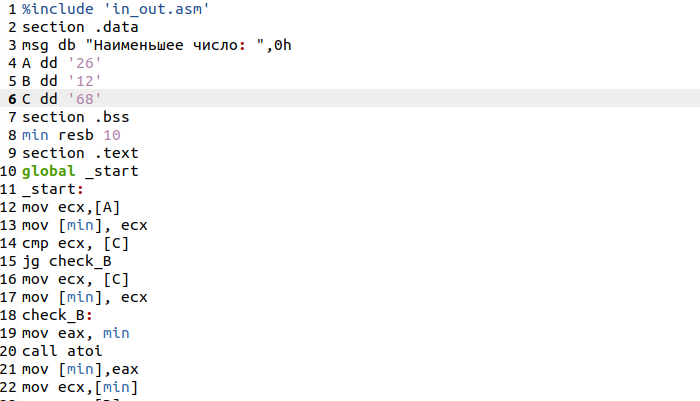 1 %include 'in_out.asm'
2 section .data
3 msg db "Наименьшее число: ",0h
4 A dd '26'
5 B dd '12'
6 C dd '68'
7 section .bss
8 min resb 10
9 section .text
10 global _start
11 _start:
12 mov ecx,[A]
13 mov [min], ecx
14 cmp ecx, [C]
15 jg check_B
16 mov ecx, [C]
17 mov [min], ecx
18 check_B:
19 mov eax, min
20 call atoi
21 mov [min],eax
22 mov ecx,[min]